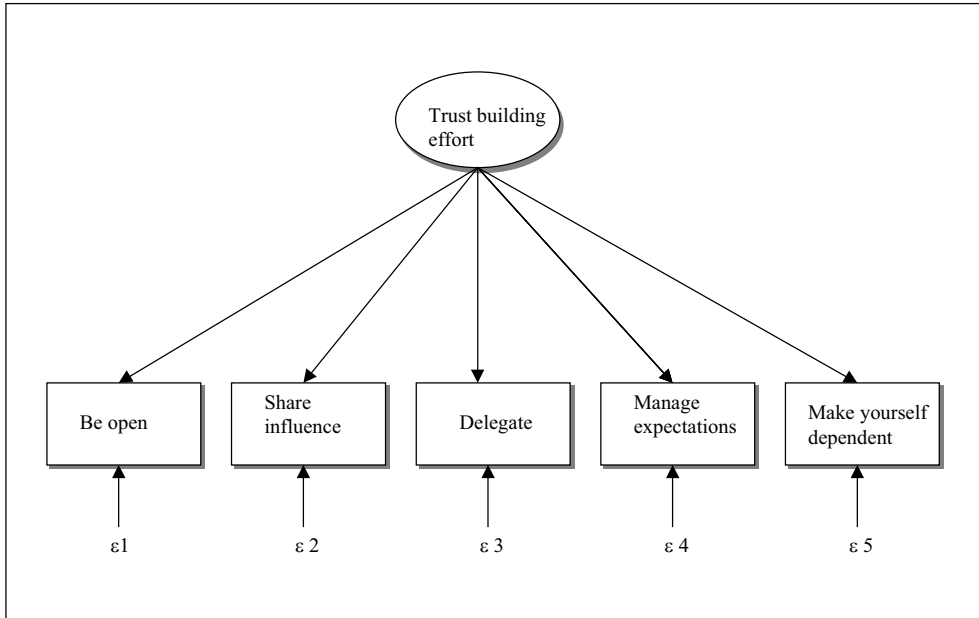 Trust building
effort
Be open
Share
influence
Delegate
Manage
expectations
Make yourself
dependent
ε1
ε 2
ε 3
ε 4
ε 5